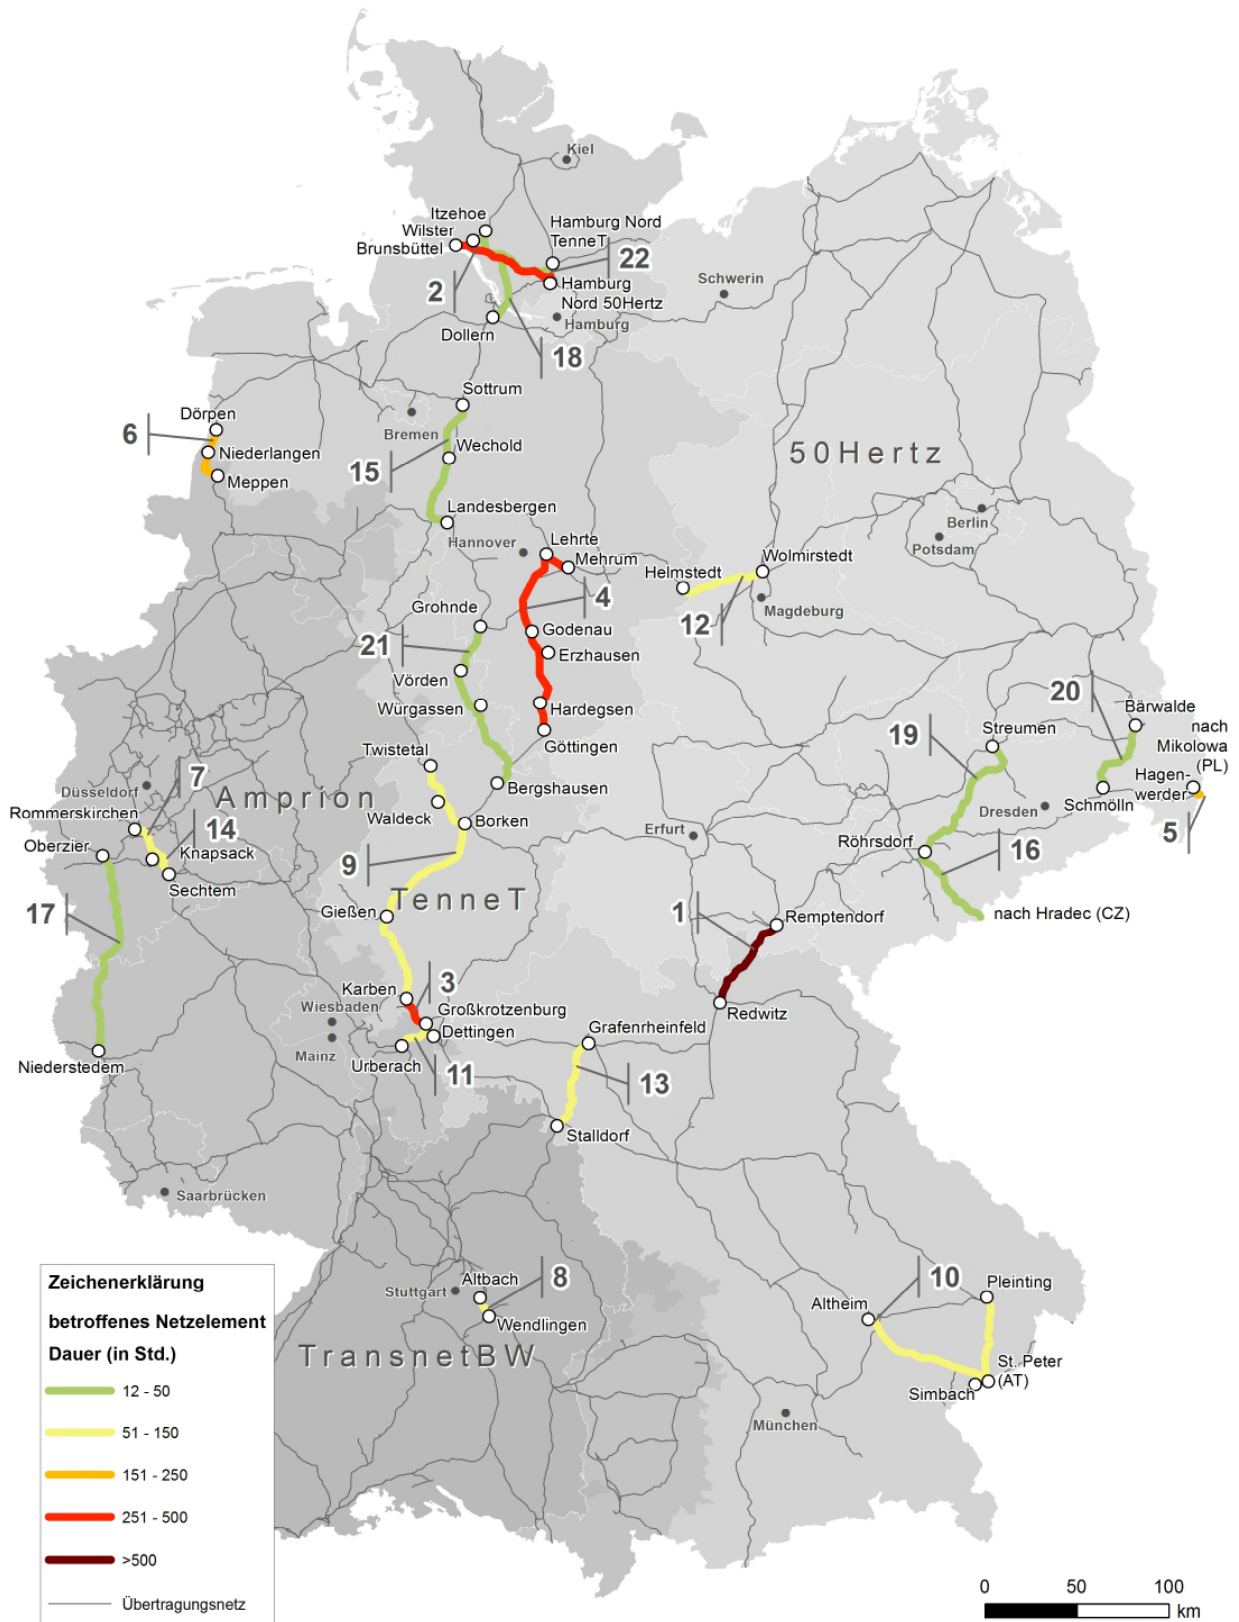 Kiel
Itzehoe
Wilster
Brunsbüttel
Hamburg Nord
TenneT
22
2
Hamburg
Nord 50Hertz
Schwerin
Hamburg
Dollern
18
Sottrum
Dörpen
6
Bremen
Niederlangen
Wechold
15
Meppen
50Hertz
Landesbergen
Hannover
Lehrte
Mehrum
Berlin
Potsdam
Wolmirstedt
Helmstedt
4
Magdeburg
12
Grohnde
Godenau
21
Erzhausen
Vörden
Würgassen
Hardegsen
20
Bärwalde
nach
Mikolowa
(PL)
Streumen
19
Göttingen
Twistetal
7
Düsseldorf
Amprion
Bergshausen
Hagen-
werder
Schmölln
Dresden
Rommerskirchen
Waldeck
Borken
14
Erfurt
5
Oberzier
Knapsack
Röhrsdorf
16
9
Sechtem
TenneT
17
Gießen
1
Remptendorf
nach Hradec (CZ)
Karben
3
Wiesbaden
Großkrotzenburg
Redwitz
Dettingen
Grafenrheinfeld
Mainz
Urberach
Niederstedem
11
13
Stalldorf
Saarbrücken
Zeichenerklärung
betroffenes Netzelement
Dauer (in Std.)
12 - 50
51 - 150
151 - 250
251 - 500
>500
Übertragungsnetz
Stuttgart
Altbach
8
Wendlingen
TransnetBW
10
Pleinting
Altheim
St. Peter
(AT)
Simbach
München
0 50 100
km